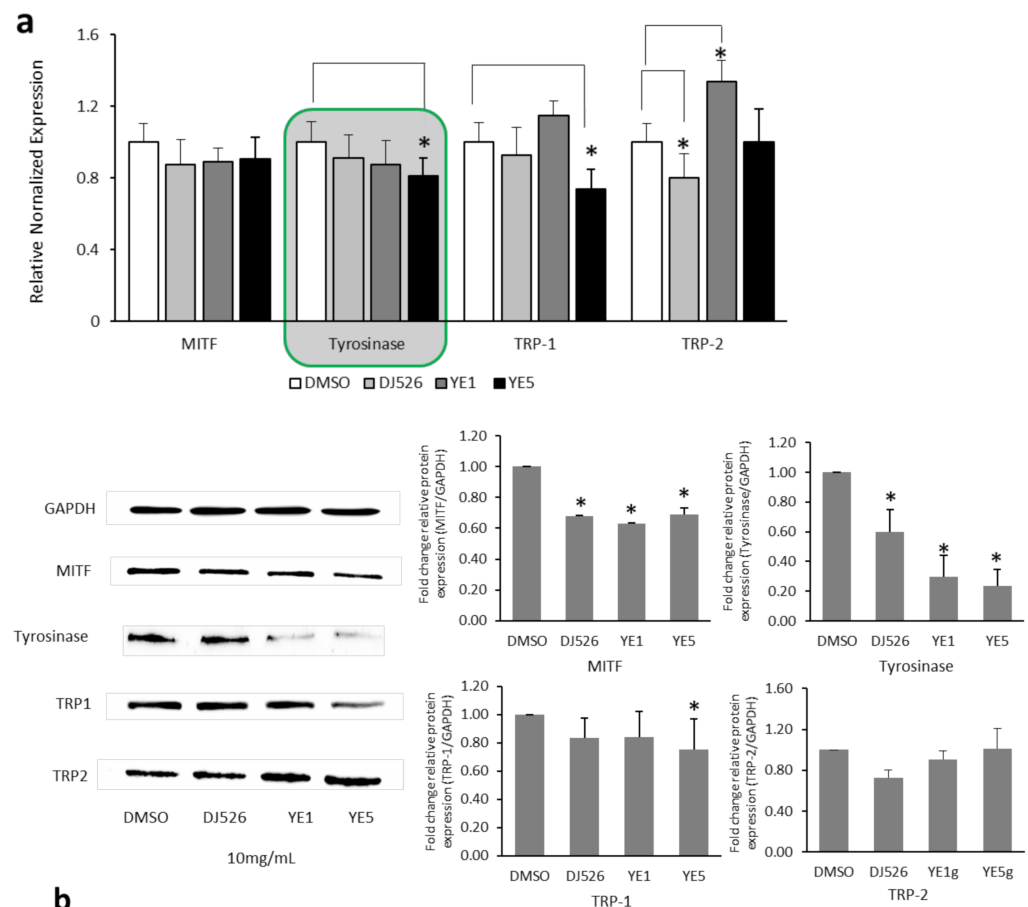 a
Relative Normalized Expression
1.6
1.2
0.8
0.4
0
*
*
*
*
MITF
Tyrosinase
TRP-1
TRP-2
DMSO DJ526 YE1 YE5
GAPDH
MITF
Tyrosinase
TRP1
TRP2
DMSO DJ526 YE1 YE5
10mg/mL
Fold change relative protein
expression (MITF/GAPDH)
1.20
1.00
0.80
0.60
0.40
0.20
0.00
* * *
DMSO DJ526 YE1 YE5
MITF
Fold change relative protein
expression (Tyrosinase/GAPDH)
1.20
1.00
0.80
0.60
0.40
0.20
0.00
* * *
DMSO DJ526 YE1 YE5
Tyrosinase
Fold change relative protein
expression (TRP-1/GAPDH)
1.20
1.00
0.80
0.60
0.40
0.20
0.00
*
DMSO DJ526 YE1 YE5
TRP-1
Fold change relative protein
expression (TRP-2/GAPDH)
1.60
1.20
0.80
0.40
0.00
DMSO DJ526 YE1g YE5g
TRP-2
b